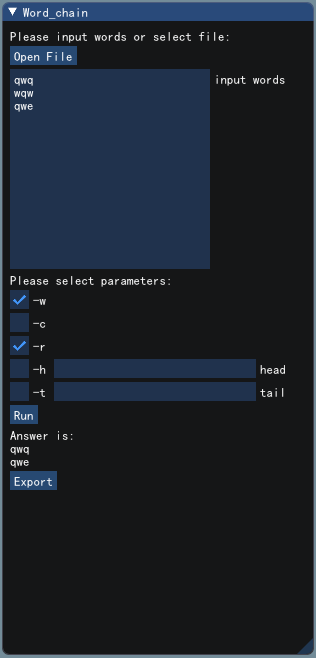 Word_chain
Please input words or select file:
Open File
qwq input words
wqw
qwe
Please select parameters:
-w
-c
-r
-h head
-t tail
Run
Answer is:
qwq
qwe
Export